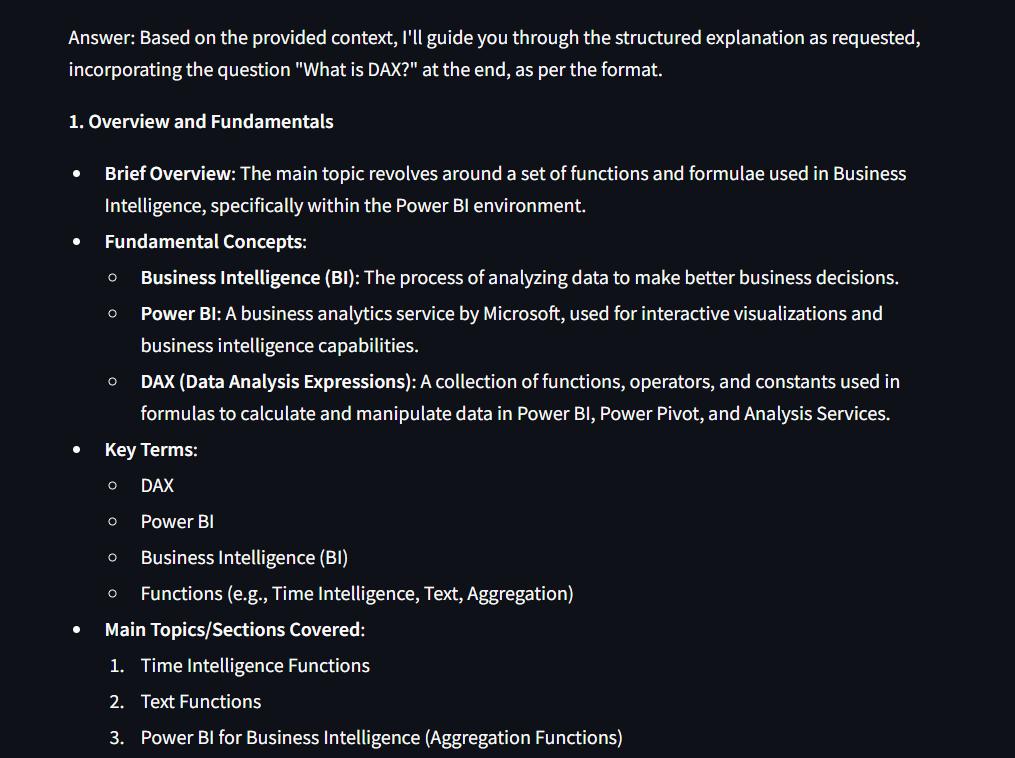 Answer: Based on the provided context, I'll guide you through the structured explanation as requested,
incorporating the question "What is DAX?" at the end, as per the format.
1. Overview and Fundamentals
• Brief Overview: The main topic revolves around a set of functions and formulae used in Business
Intelligence, specifically within the Power BI environment.
• Fundamental Concepts:
○ Business Intelligence (BI): The process of analyzing data to make better business decisions.
○ Power BI: A business analytics service by Microsoft, used for interactive visualizations and
business intelligence capabilities.
○ DAX (Data Analysis Expressions): A collection of functions, operators, and constants used in
formulas to calculate and manipulate data in Power BI, Power Pivot, and Analysis Services.
• Key Terms:
○ DAX
○ Power BI
○ Business Intelligence (BI)
○ Functions (e.g., Time Intelligence, Text, Aggregation)
• Main Topics/Sections Covered:
1. Time Intelligence Functions
2. Text Functions
3. Power BI for Business Intelligence (Aggregation Functions)